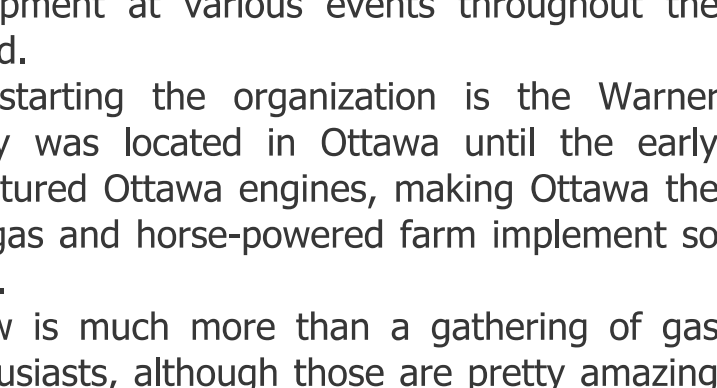 pment at various events throughout the
d.
starting the organization is the Warner
y was located in Ottawa until the early
tured Ottawa engines, making Ottawa the
gas and horse-powered farm implement so
.
w is much more than a gathering of gas
usiasts, although those are pretty amazing